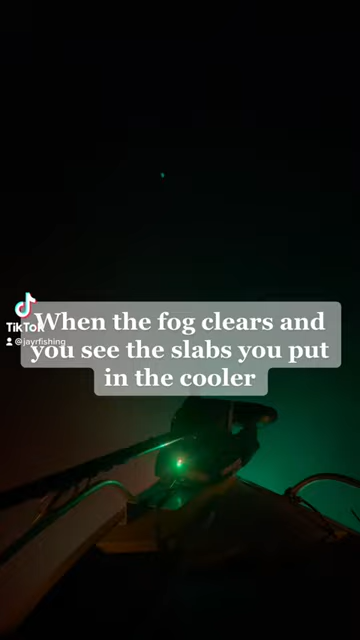 When the fog clears and
you see the slabs you put
in the cooler
TikTok
@jayrfishing